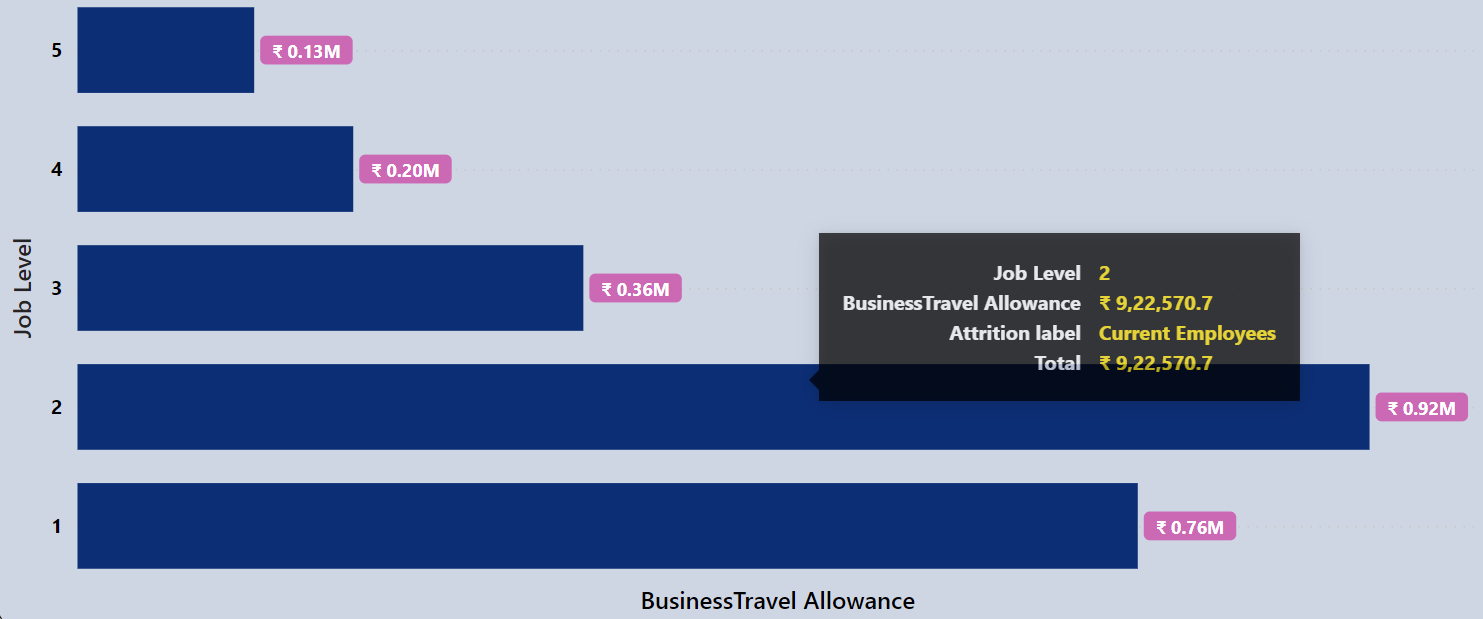 5
₹ 0.13M
4
₹ 0.20M
Job Level
3
₹ 0.36M
Job Level 2
BusinessTravel Allowance ₹ 9,22,570.7
Attrition label Current Employees
Total ₹ 9,22,570.7
2
₹ 0.92M
1
₹ 0.76M
BusinessTravel Allowance